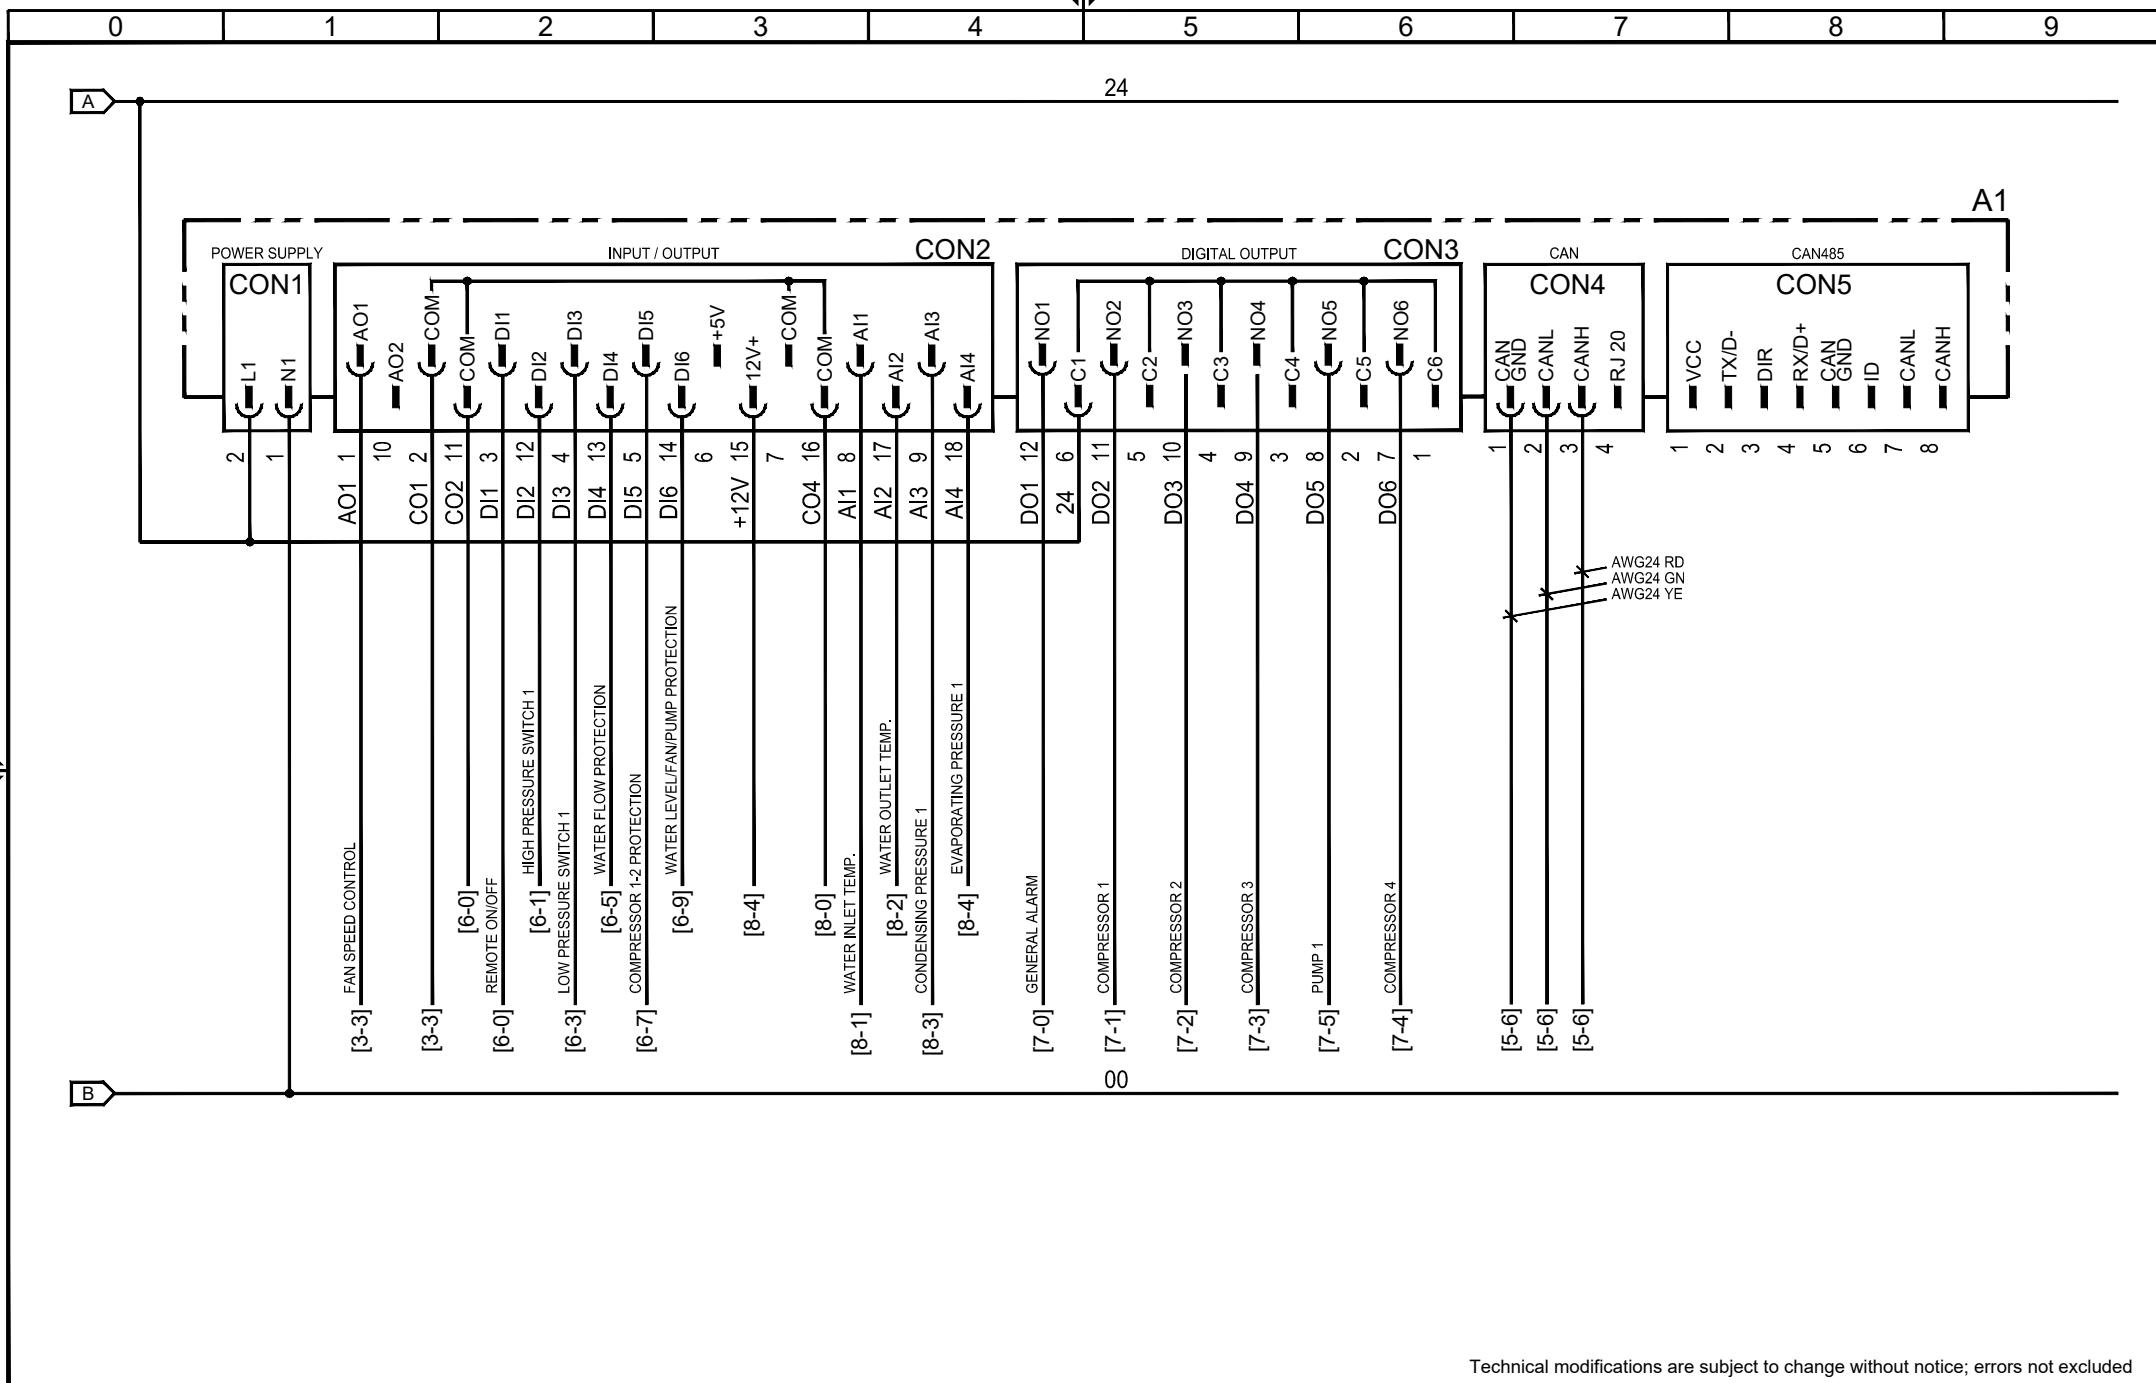 0 1 2 3 4 5 6 7 8 9
A
24
A1
POWER SUPPLY
INPUT / OUTPUT
CON2
DIGITAL OUTPUT
CON3
CAN
CAN485
CON1
CON4
CON5
L1
N1
AO1
AO2
COM
COM
DI1
DI2
DI3
DI4
DI5
DI6
+5V
12V+
COM
COM
AI1
AI2
AI3
AI4
NO1
C1
NO2
C2
NO3
C3
NO4
C4
NO5
C5
NO6
C6
CAN
GND
CANL
CANH
RJ 20
VCC
TX/D-
DIR
RX/D+
CAN
GND
ID
CANL
CANH
2 1
1 10 2 11 3 12 4 13 5 14 6 15 7 16 8 17 9 18
12 6 11 5 10 4 9 3 8 2 7 1
1 2 3 4
1 2 3 4 5 6 7 8
AO1 CO1 CO2 DI1 DI2 DI3 DI4 DI5 DI6 +12V CO4 AI1 AI2 AI3 AI4
DO1 24 DO2 DO3 DO4 DO5 DO6
AWG24 RD
AWG24 GN
AWG24 YE
FAN SPEED CONTROL
REMOTE ON/OFF
HIGH PRESSURE SWITCH 1
LOW PRESSURE SWITCH 1
WATER FLOW PROTECTION
COMPRESSOR 1-2 PROTECTION
WATER LEVEL/FAN/PUMP PROTECTION
WATER INLET TEMP.
WATER OUTLET TEMP.
CONDENSING PRESSURE 1
EVAPORATING PRESSURE 1
GENERAL ALARM
COMPRESSOR 1
COMPRESSOR 2
COMPRESSOR 3
PUMP 1
COMPRESSOR 4
[6-0] [6-1] [6-5] [6-9] [8-4] [8-0] [8-2] [8-4]
[3-3] [3-3] [6-0] [6-3] [6-7] [8-1] [8-3] [7-0] [7-1] [7-2] [7-3] [7-5] [7-4] [5-6] [5-6] [5-6]
00
B
Technical modifications are subject to change without notice; errors not excluded